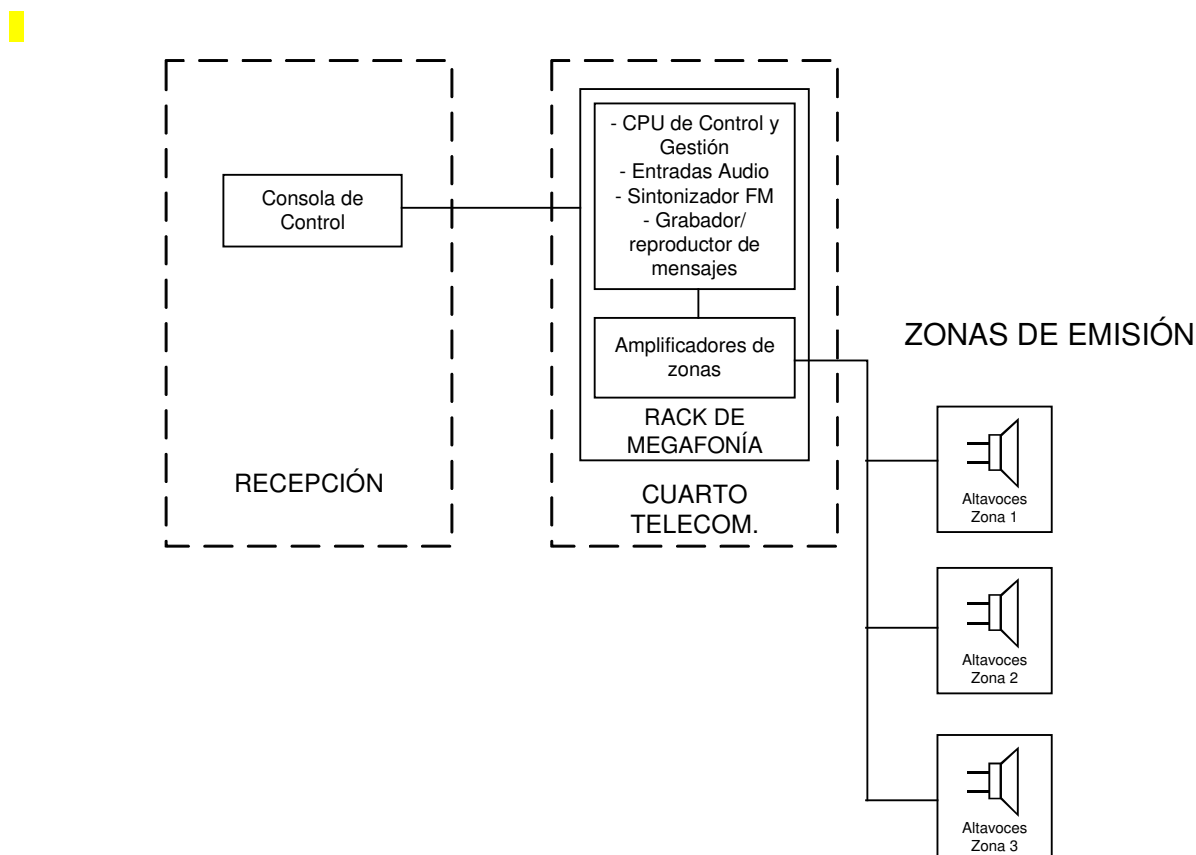 - CPU de Control y
Gestión
- Entradas Audio
- Sintonizador FM
- Grabador/
reproductor de
mensajes
Consola de
Control
Amplificadores de
zonas
RACK DE
MEGAFONÍA
RECEPCIÓN
CUARTO
TELECOM.
ZONAS DE EMISIÓN
Altavoces
Zona 1
Altavoces
Zona 2
Altavoces
Zona 3